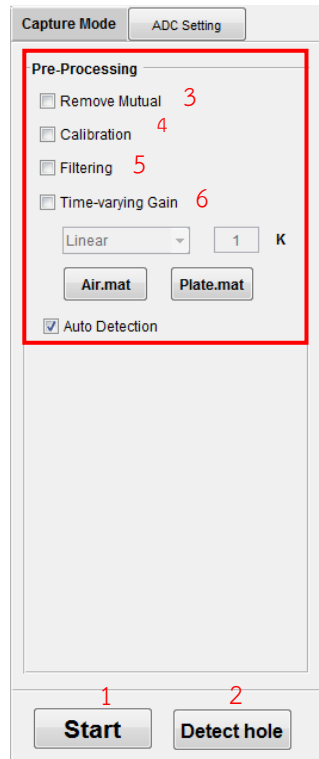 Capture Mode ADC Setting
Pre-Processing
Remove Mutual 3
Calibration 4
Filtering 5
Time-varying Gain 6
Linear 1 K
Air.mat Plate.mat
Auto Detection
1 2
Start Detect hole